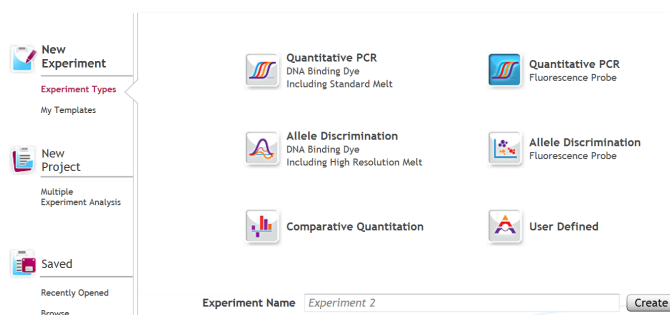 New
Experiment
Experiment Types
My Templates
New
Project
Multiple
Experiment Analysis
Saved
Recently Opened
Browse
Quantitative PCR
DNA Binding Dye
Including Standard Melt
Quantitative PCR
Fluorescence Probe
Allele Discrimination
DNA Binding Dye
Including High Resolution Melt
Allele Discrimination
Fluorescence Probe
Comparative Quantitation
User Defined
Experiment Name Experiment 2 Create